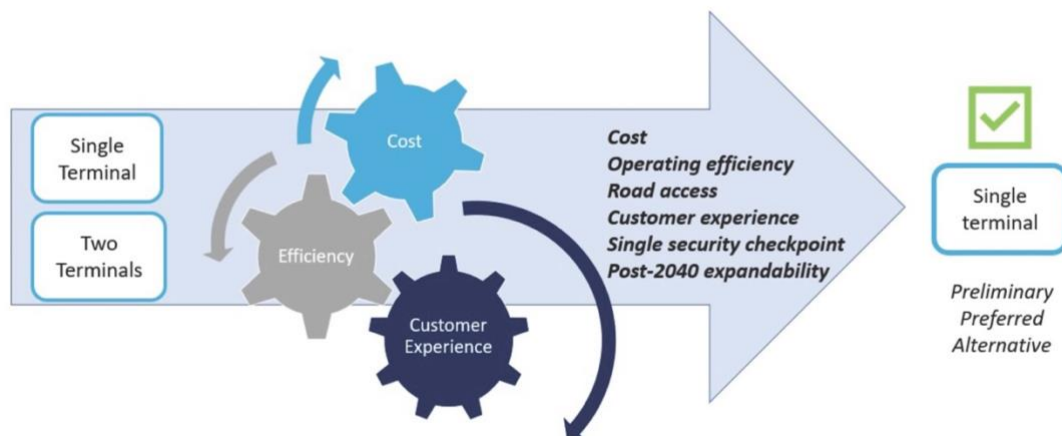 Single
Terminal
Two
Terminals
Cost
Efficiency
Customer
Experience
Cost
Operating efficiency
Road access
Customer experience
Single security checkpoint
Post-2040 expandability
Single
terminal
Preliminary
Preferred
Alternative